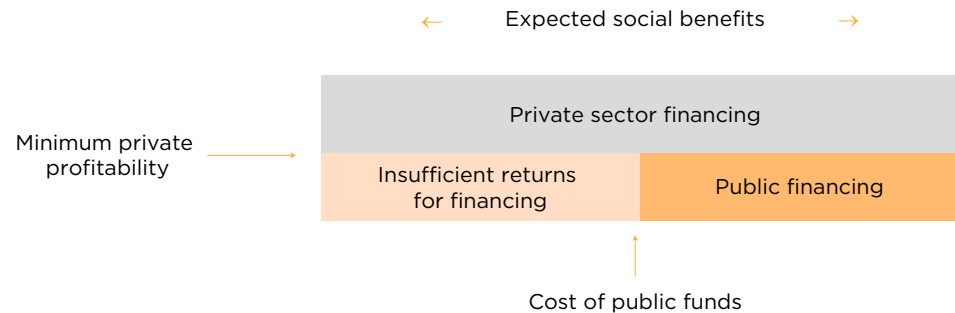 ← Expected social benefits →
Private sector financing
Minimum private
profitability
Insufficient returns
for financing
Public financing
Cost of public funds